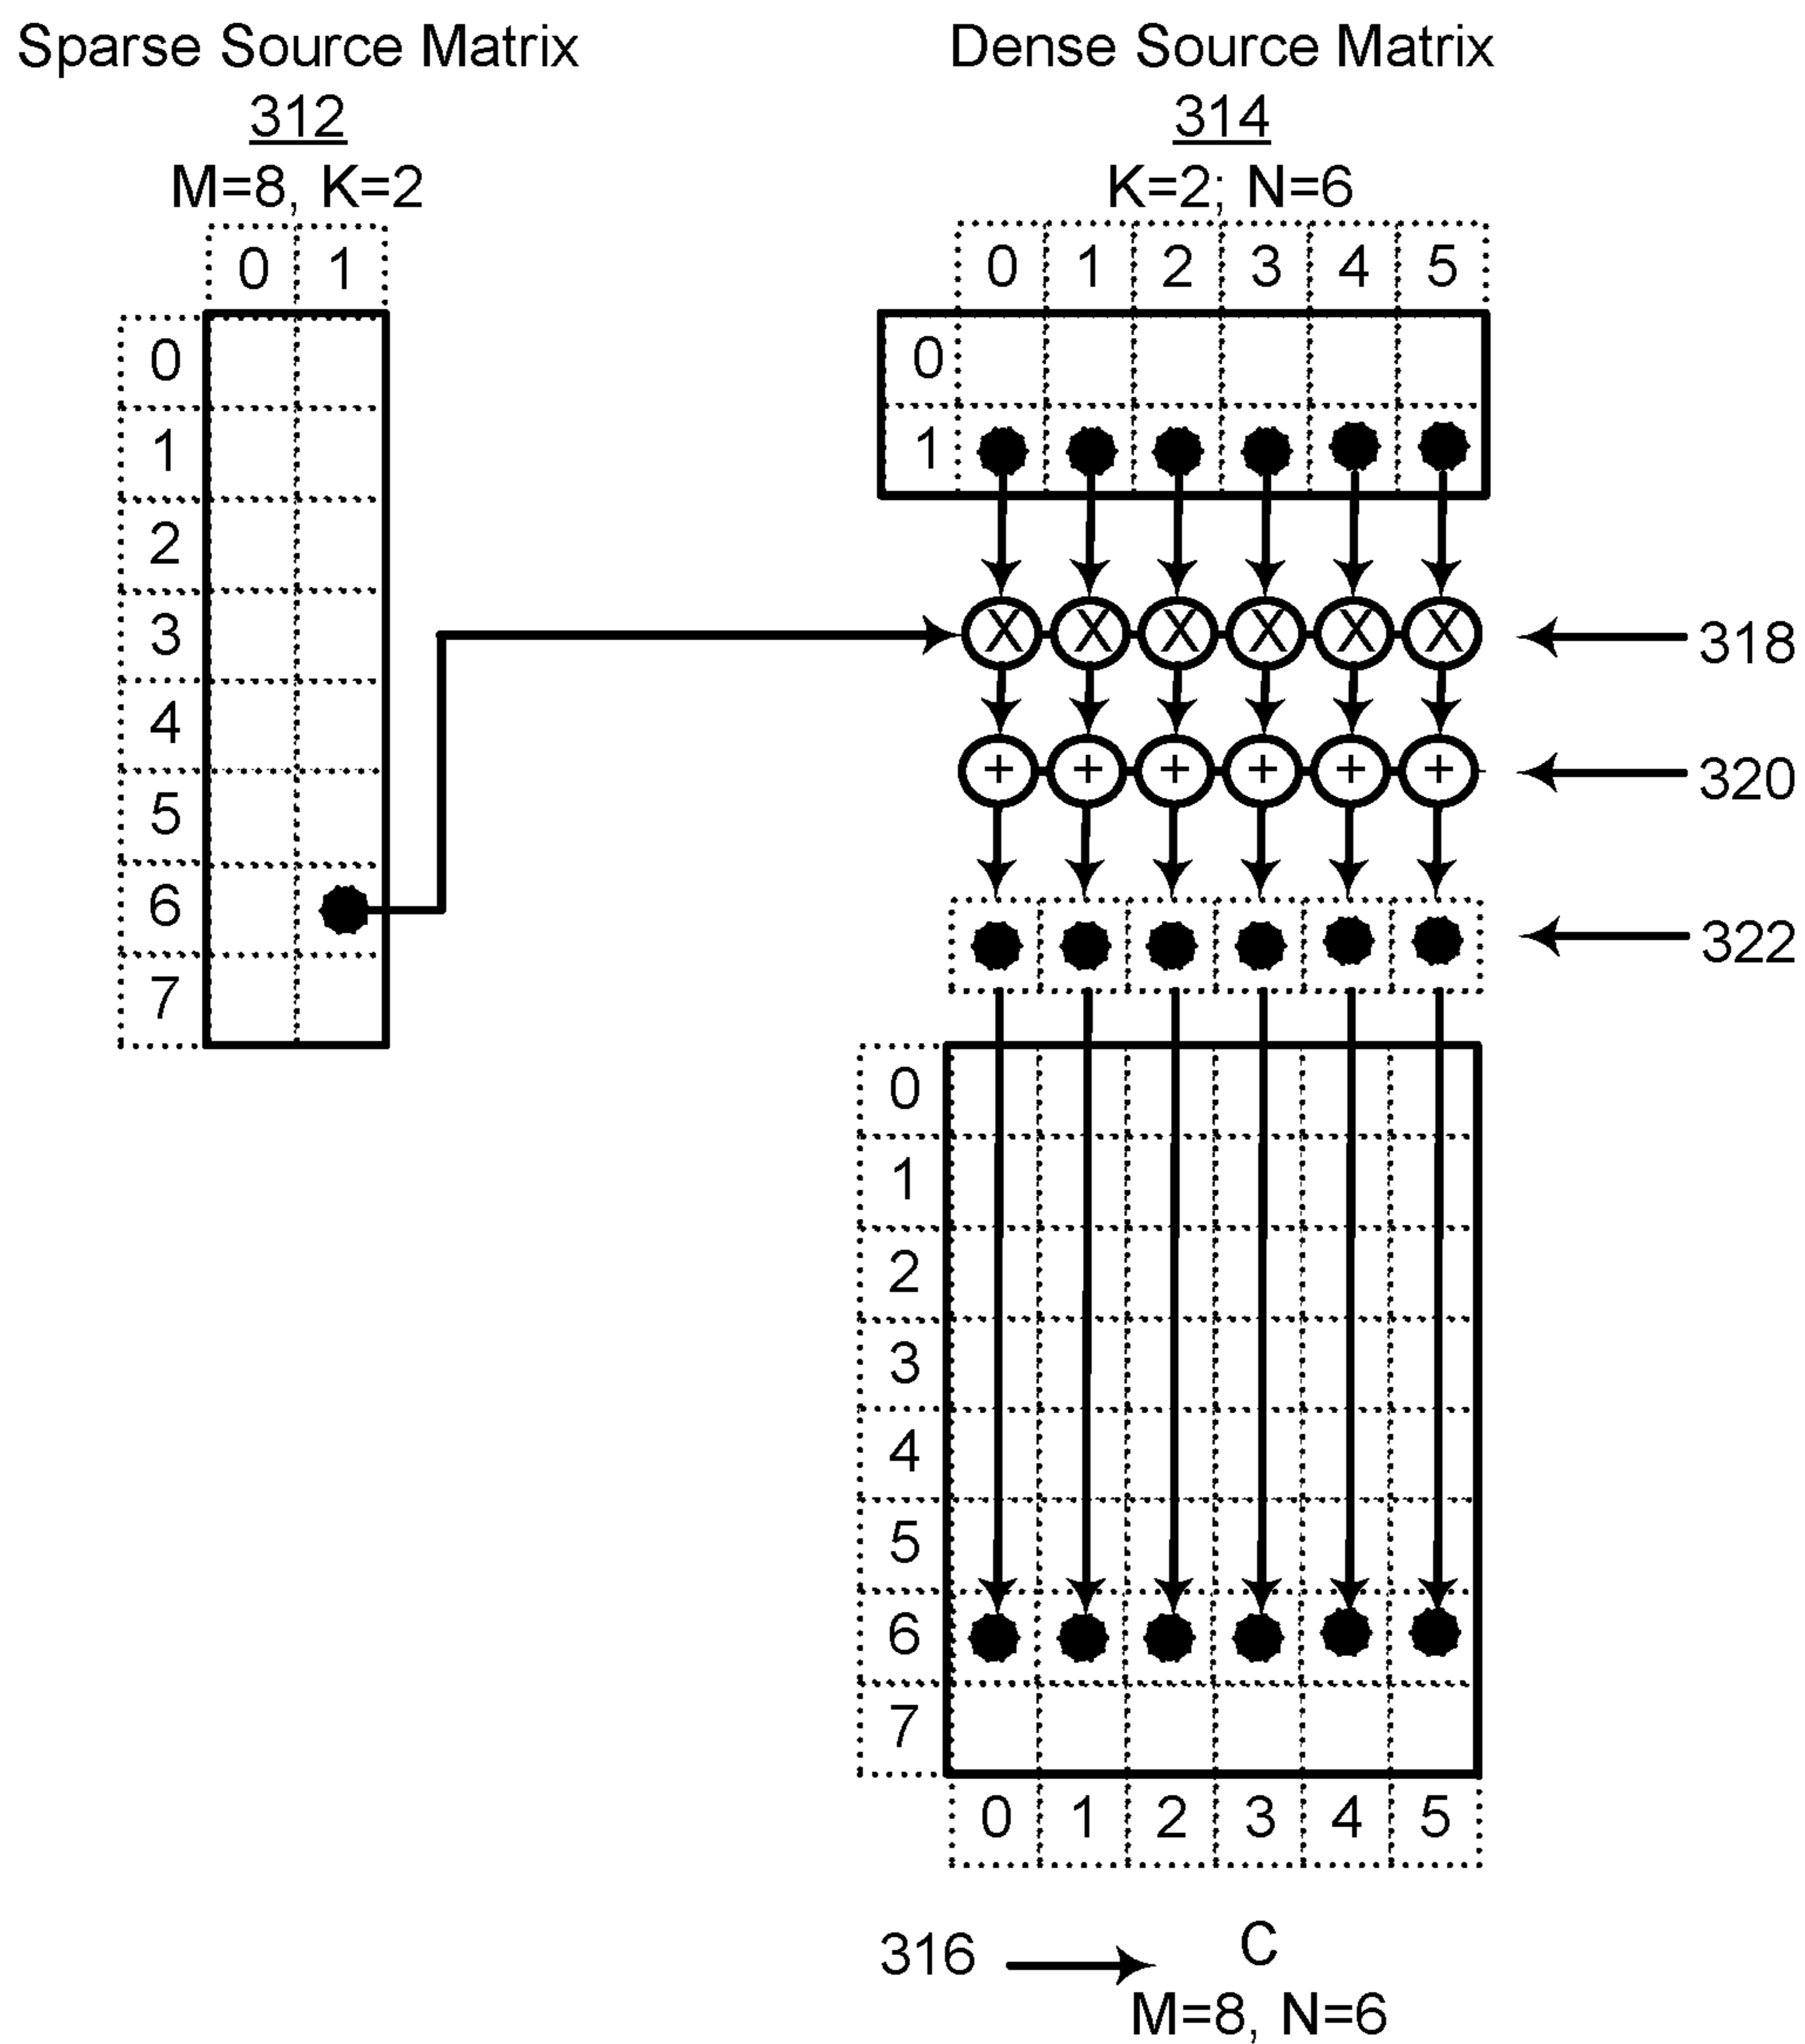 Sparse Source Matrix
312
M=8, K=2
0 1
0
1
2
3
4
5
6
7
Dense Source Matrix
314
K=2; N=6
0 1 2 3 4 5
0
1
X X X X X X
318
+ + + + + +
320
322
0
1
2
3
4
5
6
7
0 1 2 3 4 5
316
C
M=8, N=6